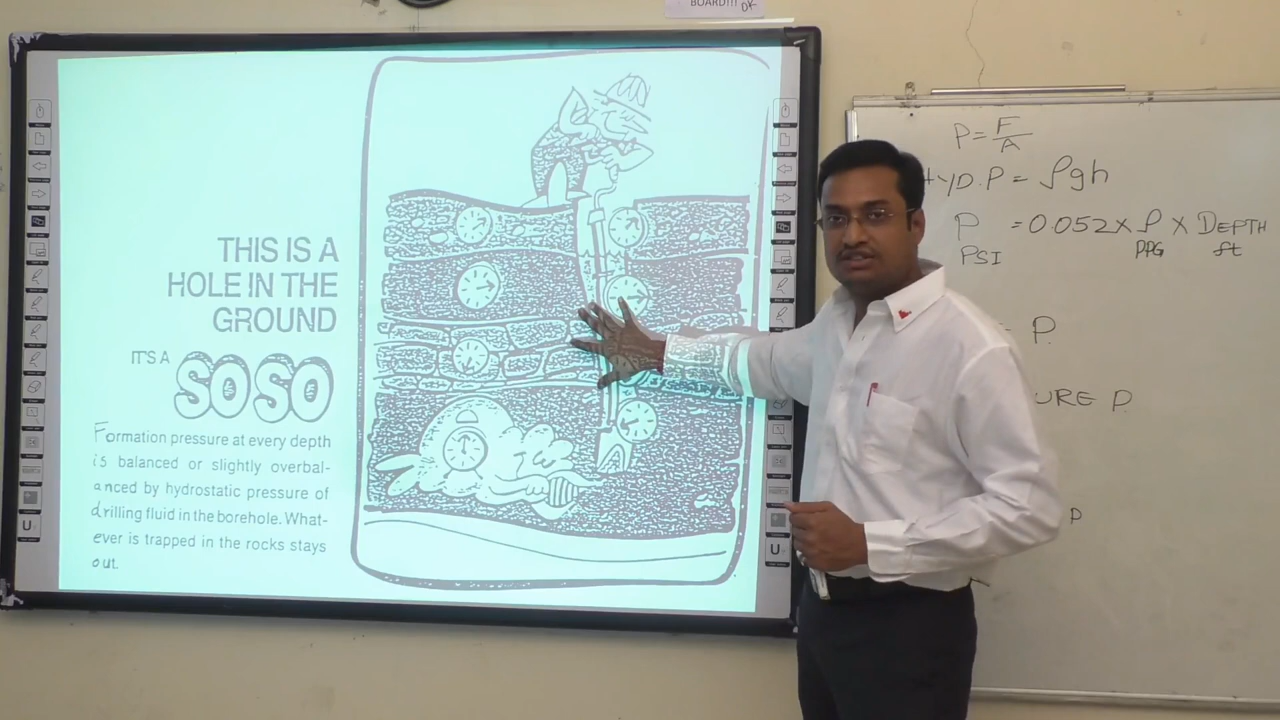 BOARD!!! OK
THIS IS A
HOLE IN THE
GROUND
IT'S A
SO SO
Formation pressure at every depth
is balanced or slightly overbal-
anced by hydrostatic pressure of
drilling fluid in the borehole. What-
ever is trapped in the rocks stays
out.
U
U
P = F/A
HYD. P = ρgh
P = 0.052 × ρ × DEPTH
PSI PPG ft
= P.
URE P.
P